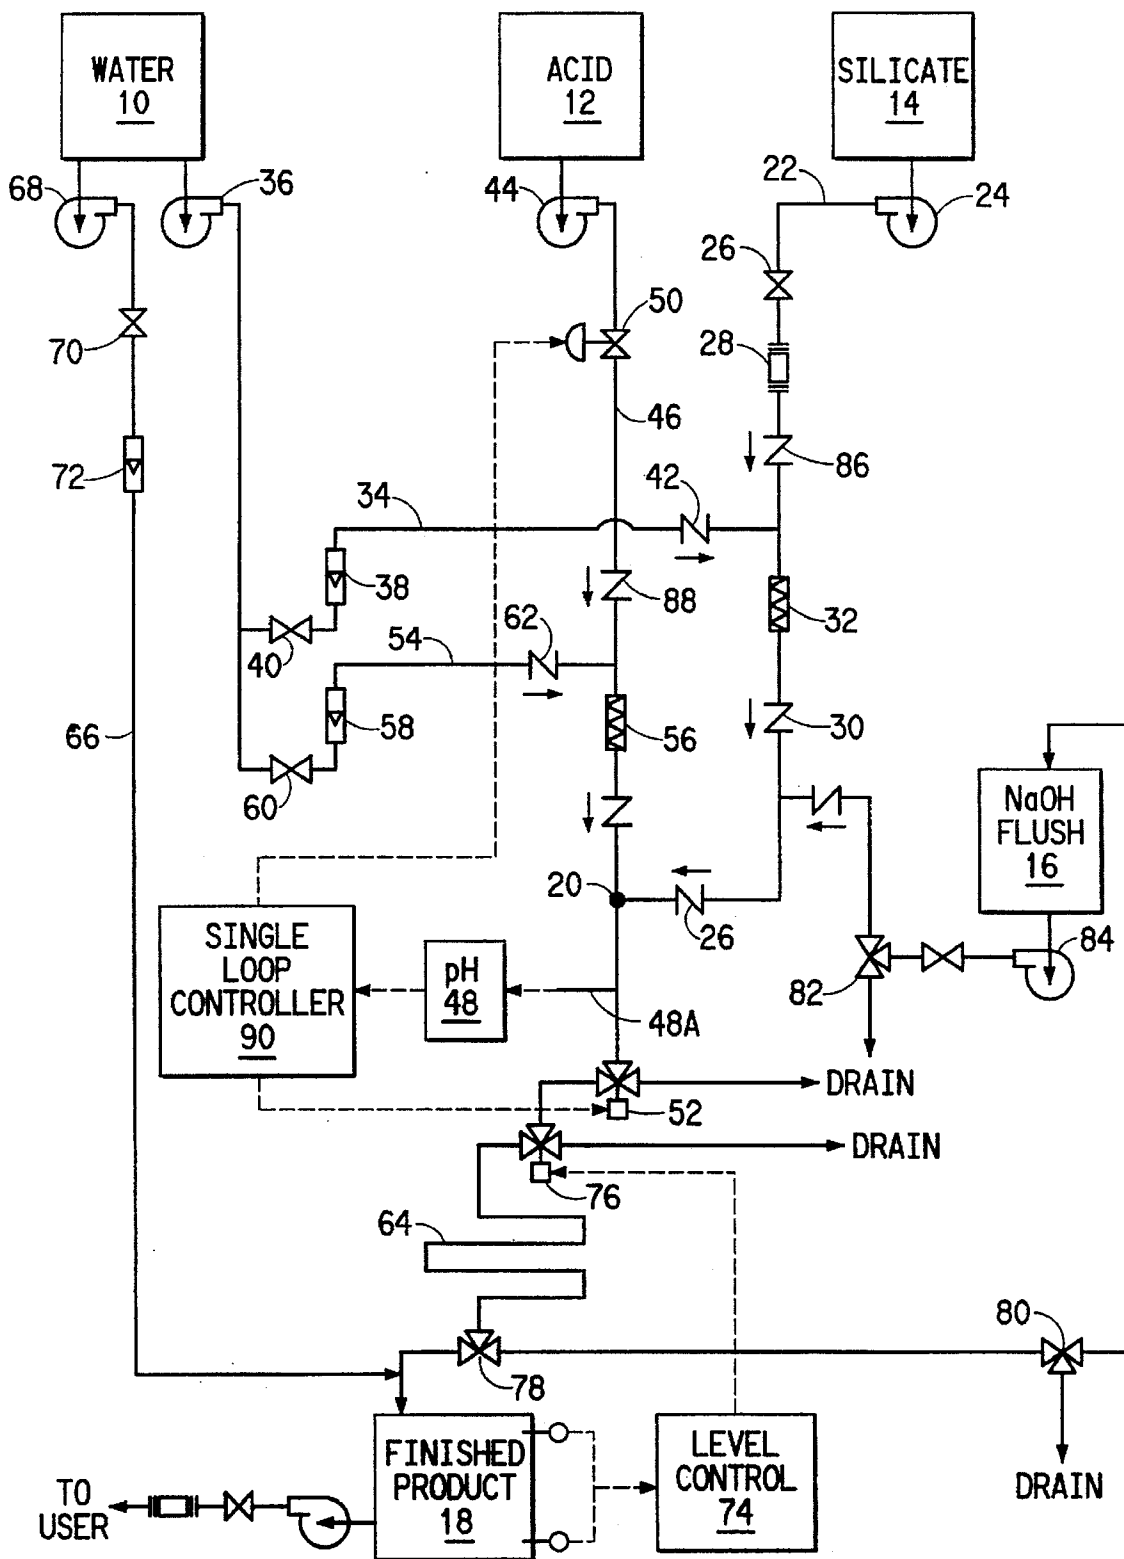 WATER
10
ACID
12
SILICATE
14
68
36
44
22
24
26
50
70
28
46
86
72
42
34
38
88
32
62
40
54
58
56
30
66
60
NaOH
FLUSH
16
20
SINGLE
LOOP
CONTROLLER
90
pH
48
26
82
84
48A
DRAIN
52
DRAIN
76
64
80
78
FINISHED
PRODUCT
18
LEVEL
CONTROL
74
DRAIN
TO
USER